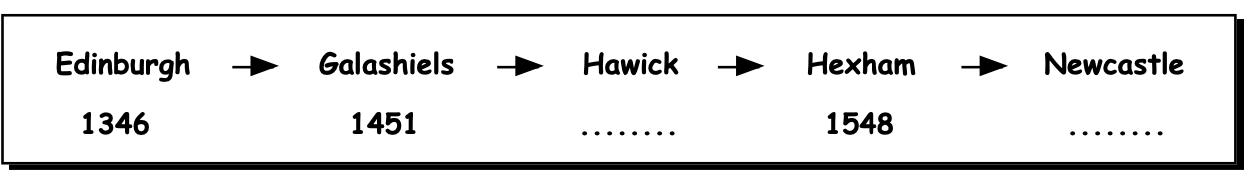 Edinburgh → Galashiels → Hawick → Hexham → Newcastle
1346 1451 ........ 1548 ........